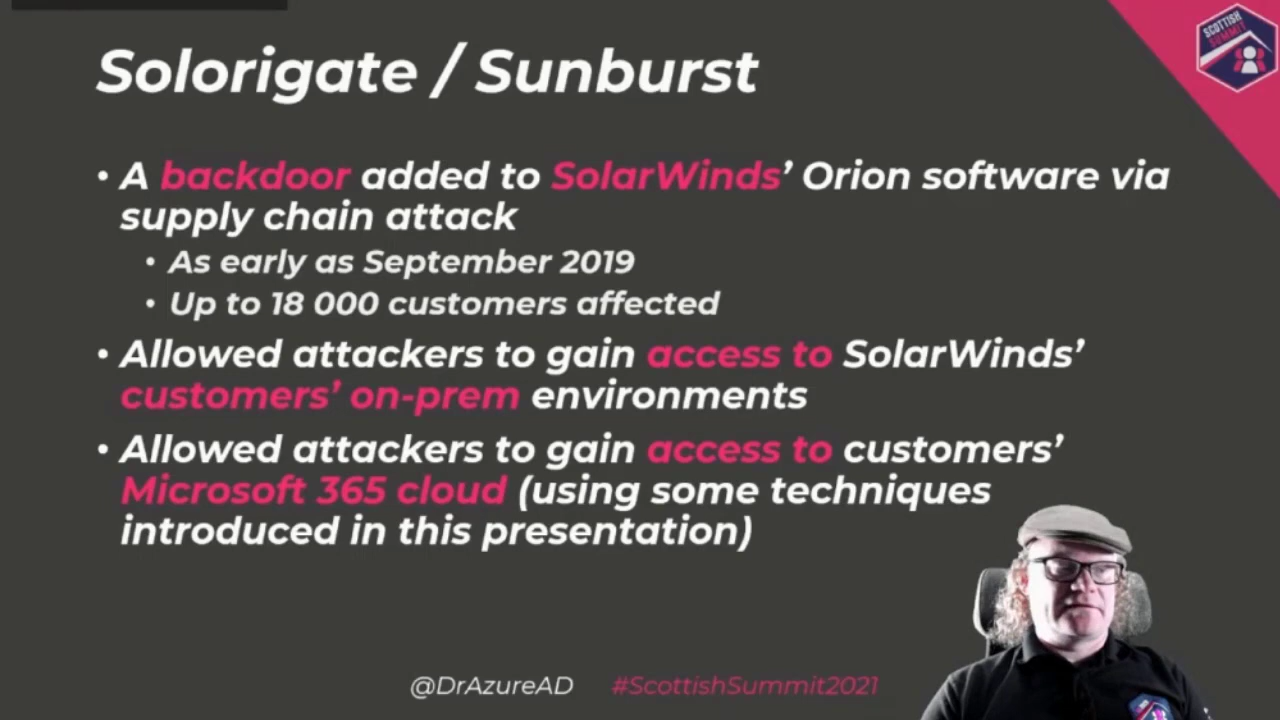 SCOTTISH
SUMMIT
Solorigate / Sunburst
• A backdoor added to SolarWinds’ Orion software via
supply chain attack
• As early as September 2019
• Up to 18 000 customers affected
• Allowed attackers to gain access to SolarWinds’
customers’ on-prem environments
• Allowed attackers to gain access to customers’
Microsoft 365 cloud (using some techniques
introduced in this presentation)
@DrAzureAD #ScottishSummit2021